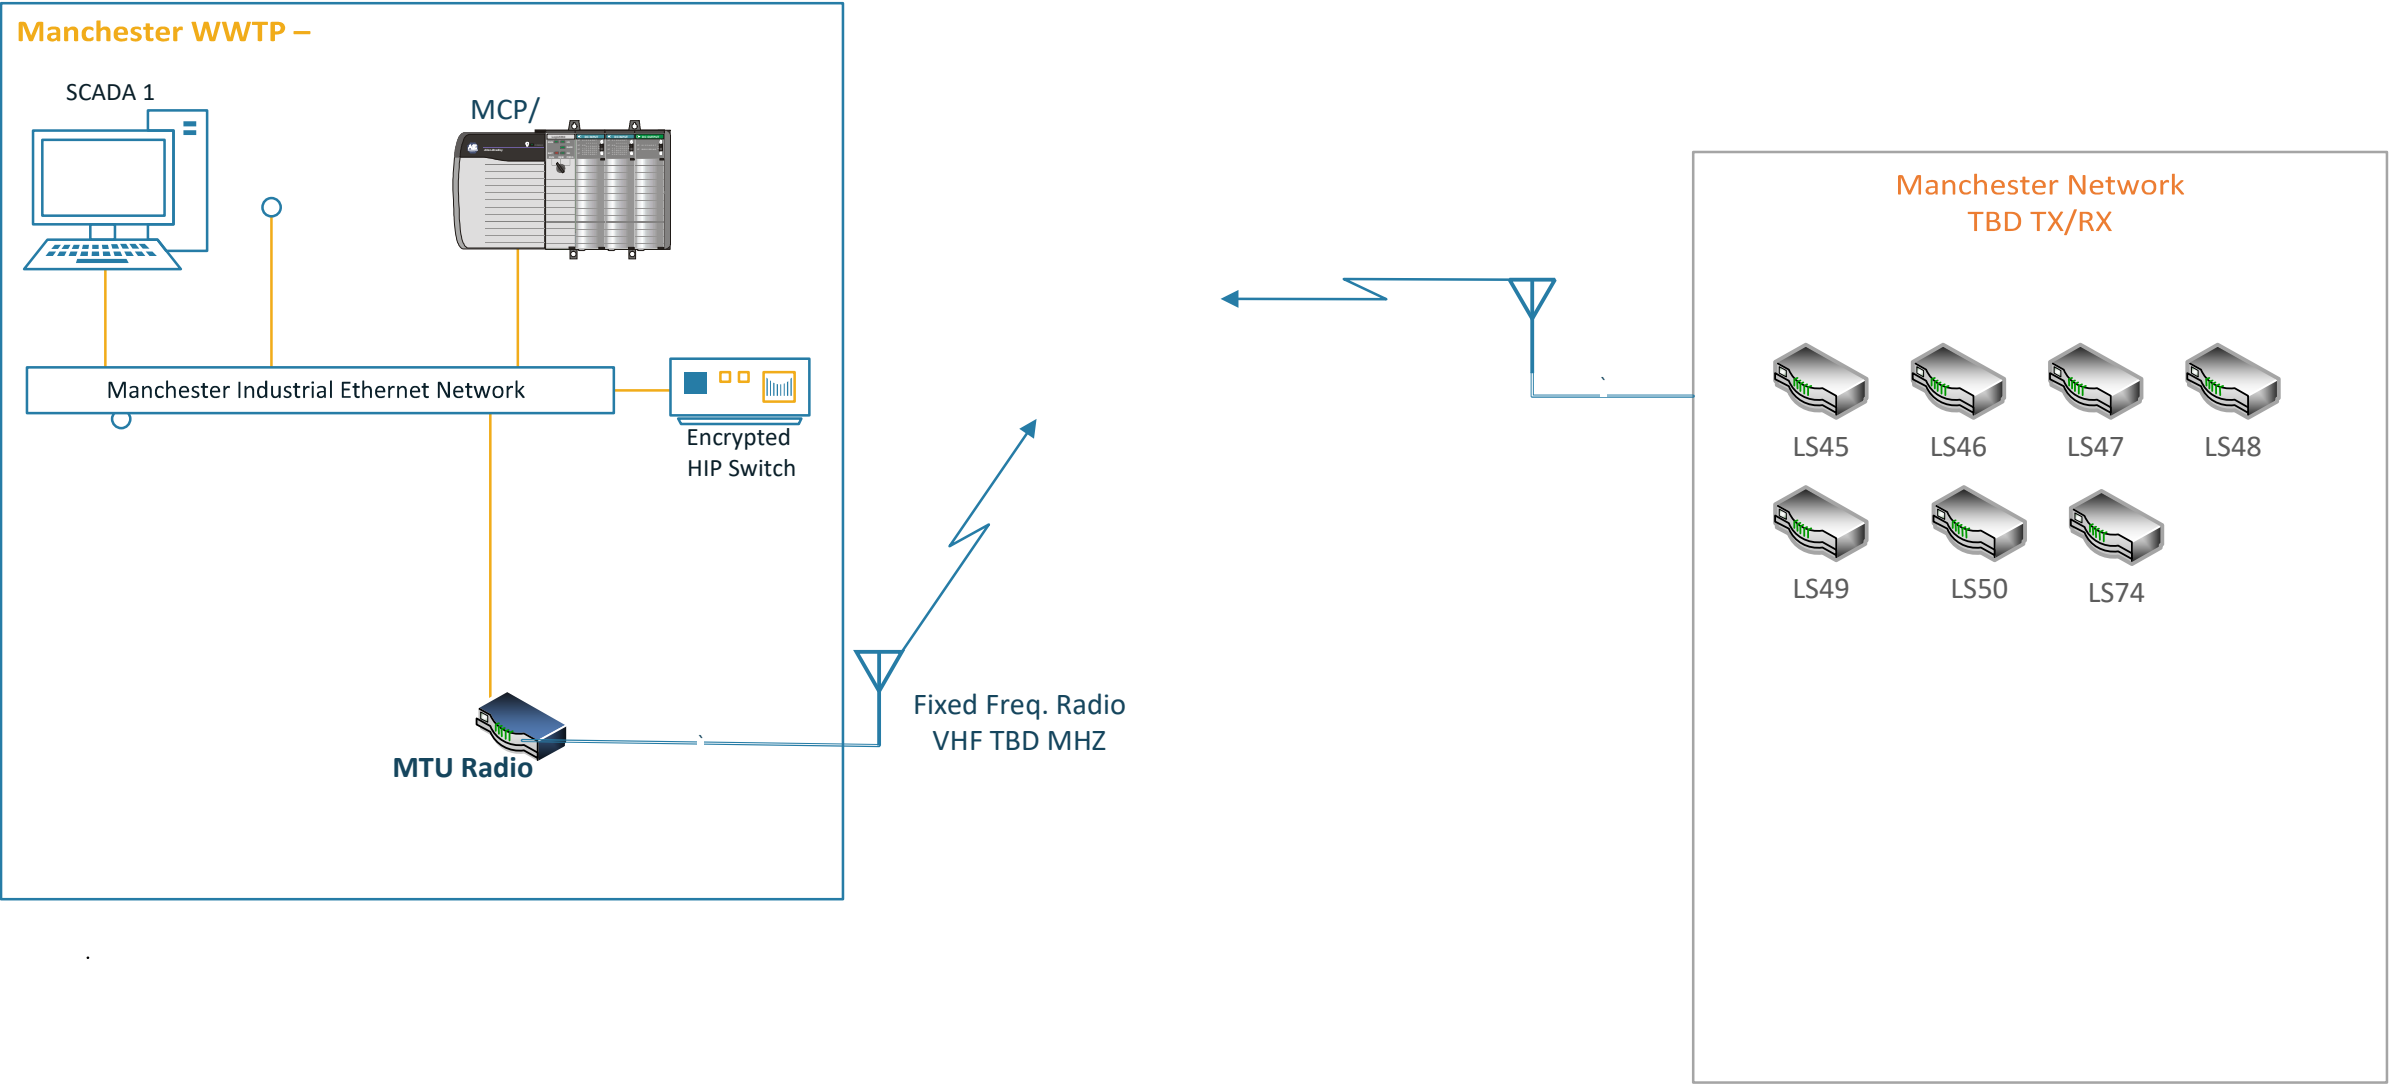 Manchester WWTP –
SCADA 1
MCP/
Manchester Industrial Ethernet Network
Encrypted
HIP Switch
MTU Radio
Fixed Freq. Radio
VHF TBD MHZ
Manchester Network
TBD TX/RX
LS45
LS46
LS47
LS48
LS49
LS50
LS74